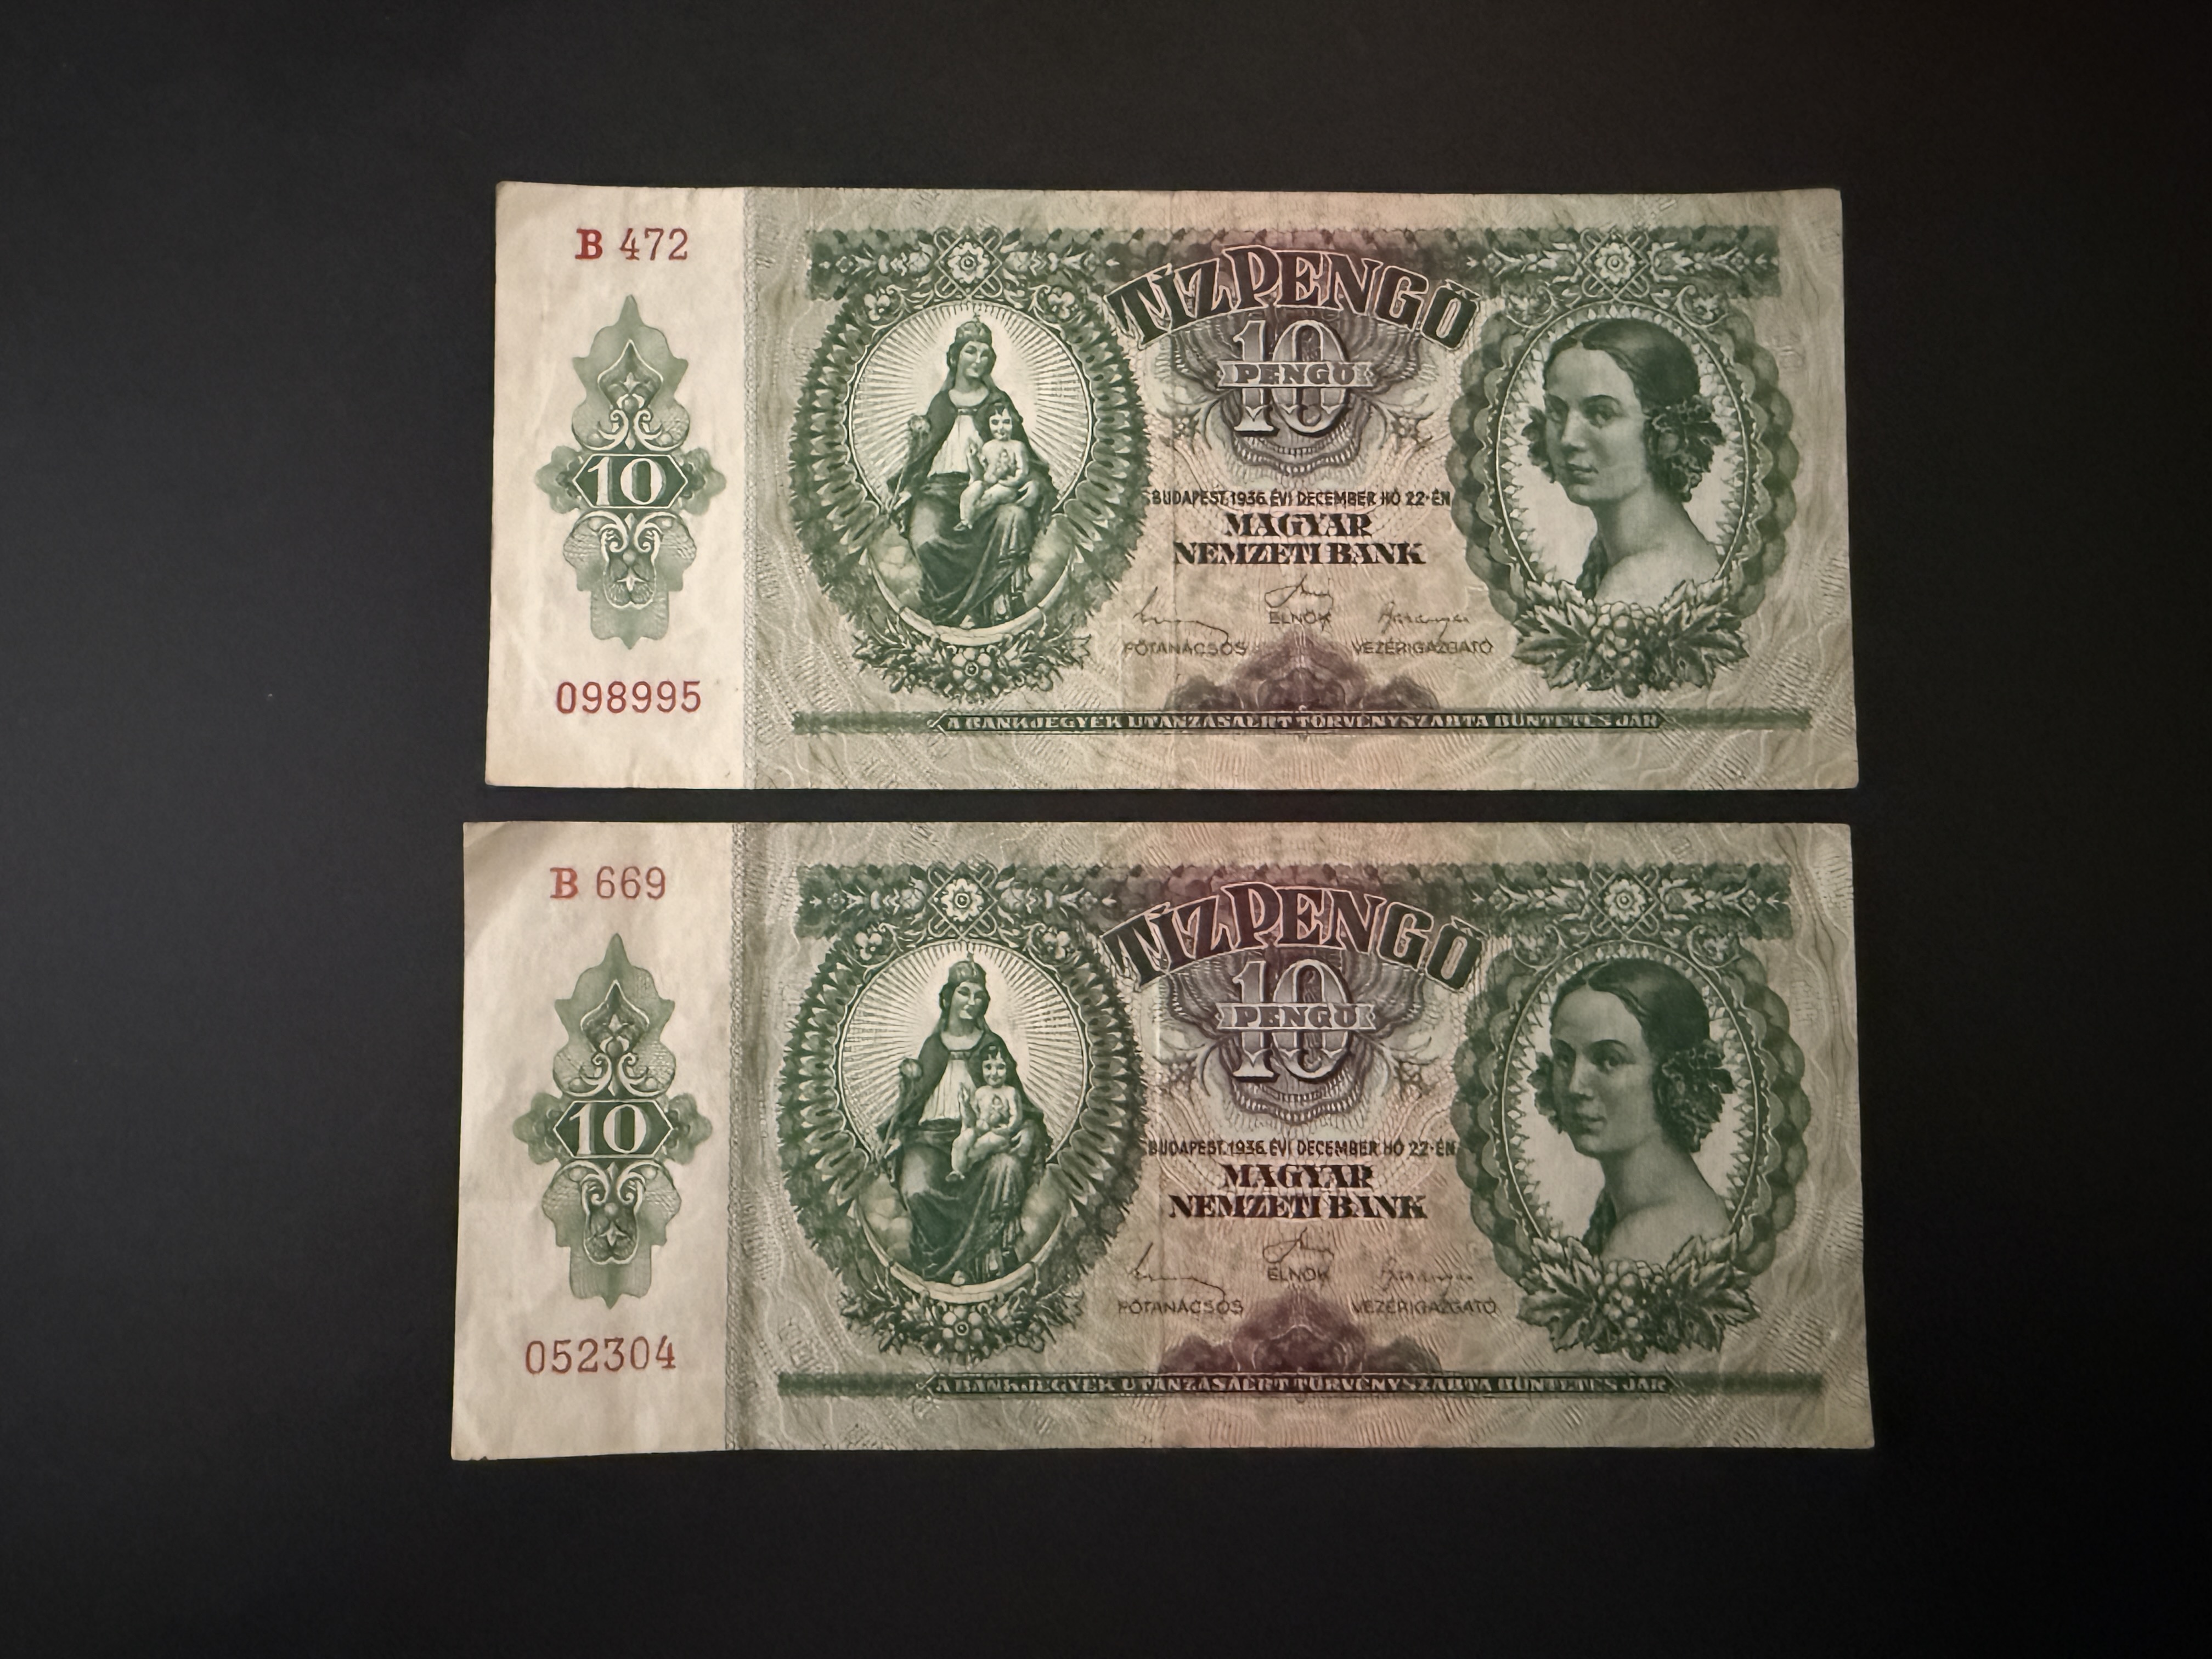 B 472
TÍZ PENGŐ
10
PENGŐ
10
BUDAPEST, 1936. ÉVI DECEMBER HÓ 22-ÉN
MAGYAR
NEMZETI BANK
ELNÖK
FŐTANÁCSOS VEZÉRIGAZGATÓ
098995
A BANKJEGYEK UTÁNZÁSÁÉRT TÖRVÉNYSZABTA BÜNTETÉS JÁR
B 669
TÍZ PENGŐ
10
PENGŐ
10
BUDAPEST, 1936. ÉVI DECEMBER HÓ 22-ÉN
MAGYAR
NEMZETI BANK
ELNÖK
FŐTANÁCSOS VEZÉRIGAZGATÓ
052304
A BANKJEGYEK UTÁNZÁSÁÉRT TÖRVÉNYSZABTA BÜNTETÉS JÁR